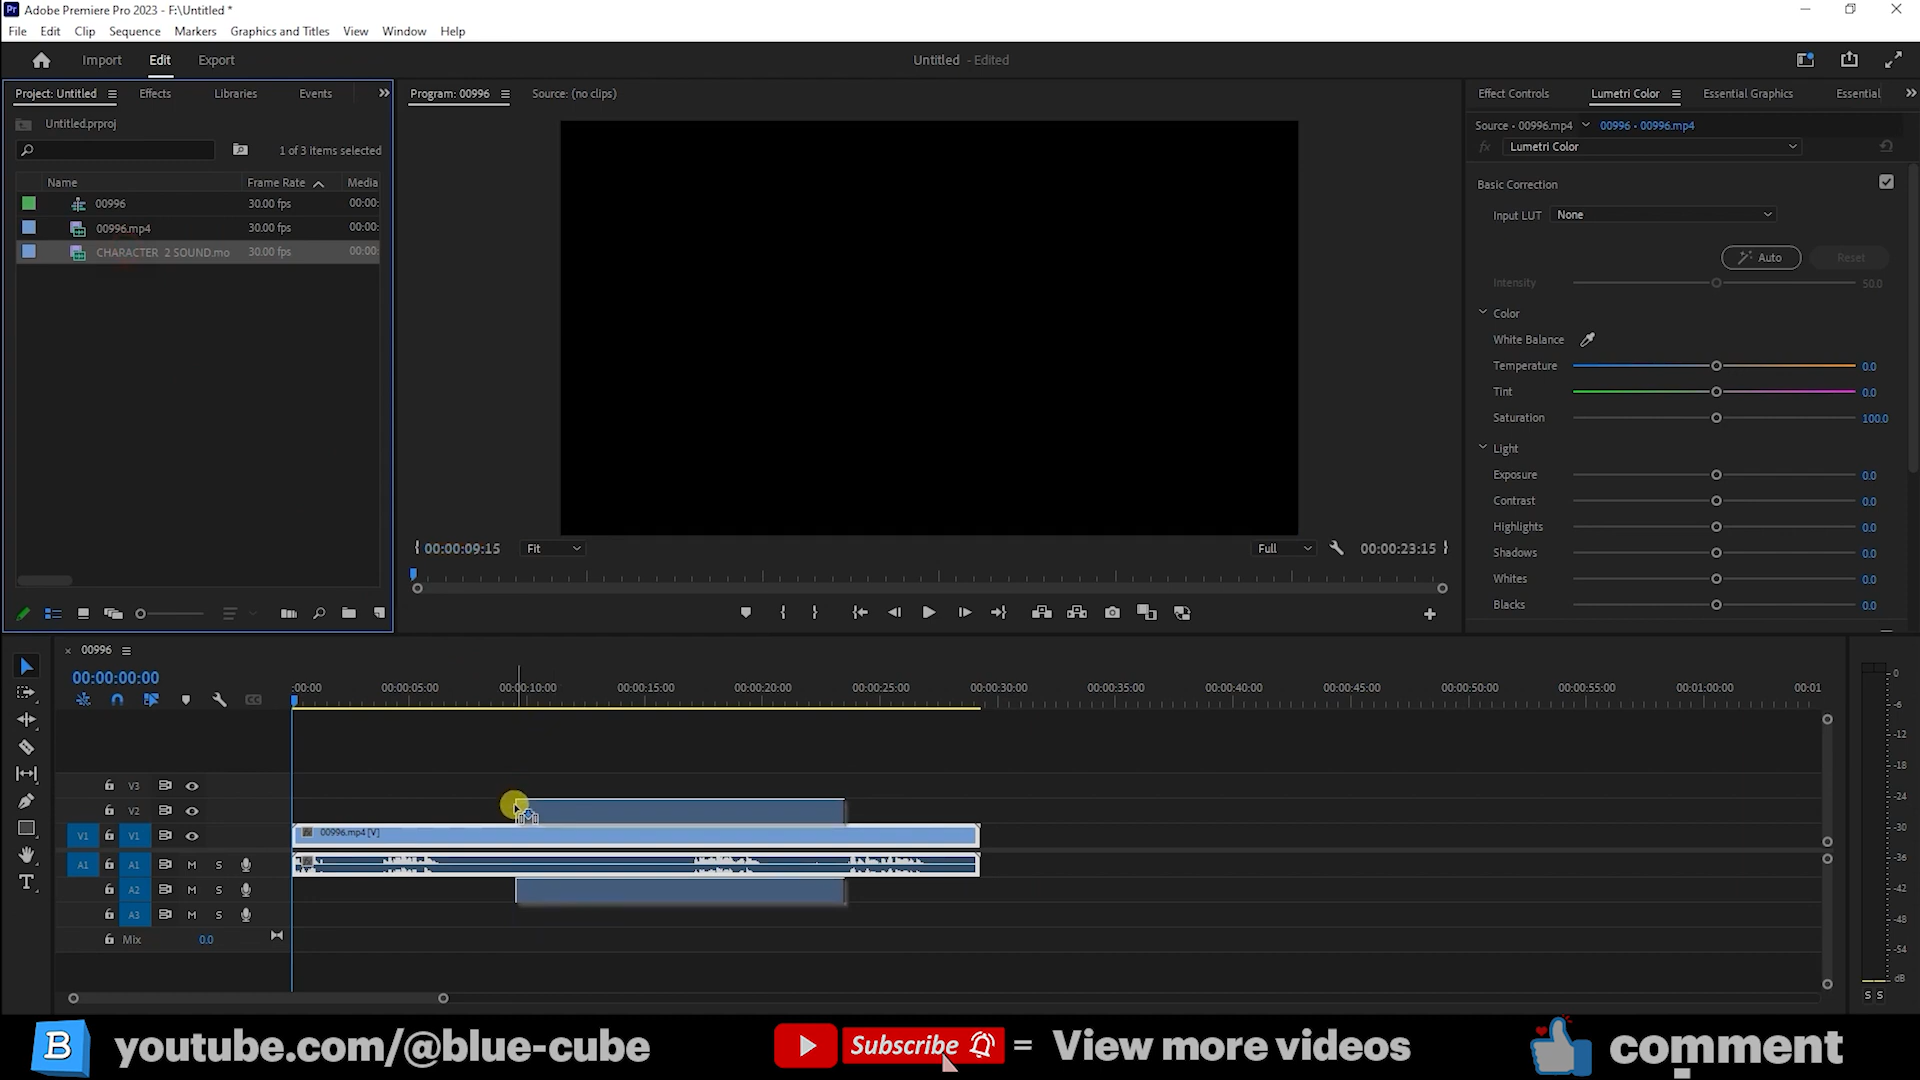 Adobe Premiere Pro 2023 - F:\Untitled *
File Edit Clip Sequence Markers Graphics and Titles View Window Help
Import Edit Export
Untitled - Edited
Project: Untitled Effects Libraries Events
Untitled.prproj
1 of 3 items selected
Name Frame Rate Media
00996 30.00 fps 00:00:
00996.mp4 30.00 fps 00:00:
CHARACTER 2 SOUND.mo 30.00 fps 00:00:
Program: 00996 Source: (no clips)
00:00:09:15 Fit Full 00:00:23:15
Effect Controls Lumetri Color Essential Graphics Essential
Source • 00996.mp4 00996 • 00996.mp4
fx Lumetri Color
Basic Correction
Input LUT None
Auto Reset
Intensity 50.0
Color
White Balance
Temperature 0.0
Tint 0.0
Saturation 100.0
Light
Exposure 0.0
Contrast 0.0
Highlights 0.0
Shadows 0.0
Whites 0.0
Blacks 0.0
× 00996
00:00:00:00
CC
:00:00 00:00:05:00 00:00:10:00 00:00:15:00 00:00:20:00 00:00:25:00 00:00:30:00 00:00:35:00 00:00:40:00 00:00:45:00 00:00:50:00 00:00:55:00 00:01:00:00 00:01
V3
V2
V1 V1 00996.mp4 [V]
A1 A1 M S
A2 M S
A3 M S
Mix 0.0
0
-6
-12
-18
-24
-30
-36
-42
-48
-54
dB
S S
B youtube.com/@blue-cube Subscribe = View more videos comment